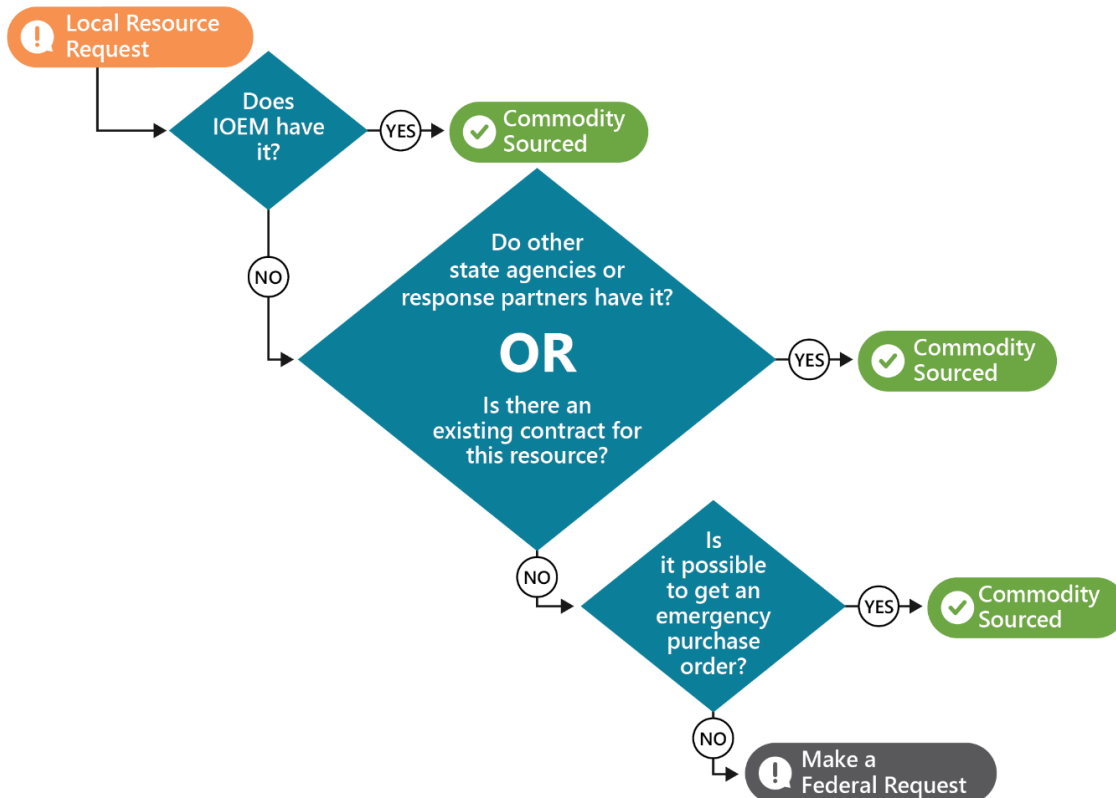 Local Resource
Request
Does
IOEM have
it?
YES
Commodity
Sourced
NO
Do other
state agencies or
response partners have it?
OR
Is there an
existing contract for
this resource?
YES
Commodity
Sourced
NO
Is
it possible
to get an
emergency
purchase
order?
YES
Commodity
Sourced
NO
Make a
Federal Request